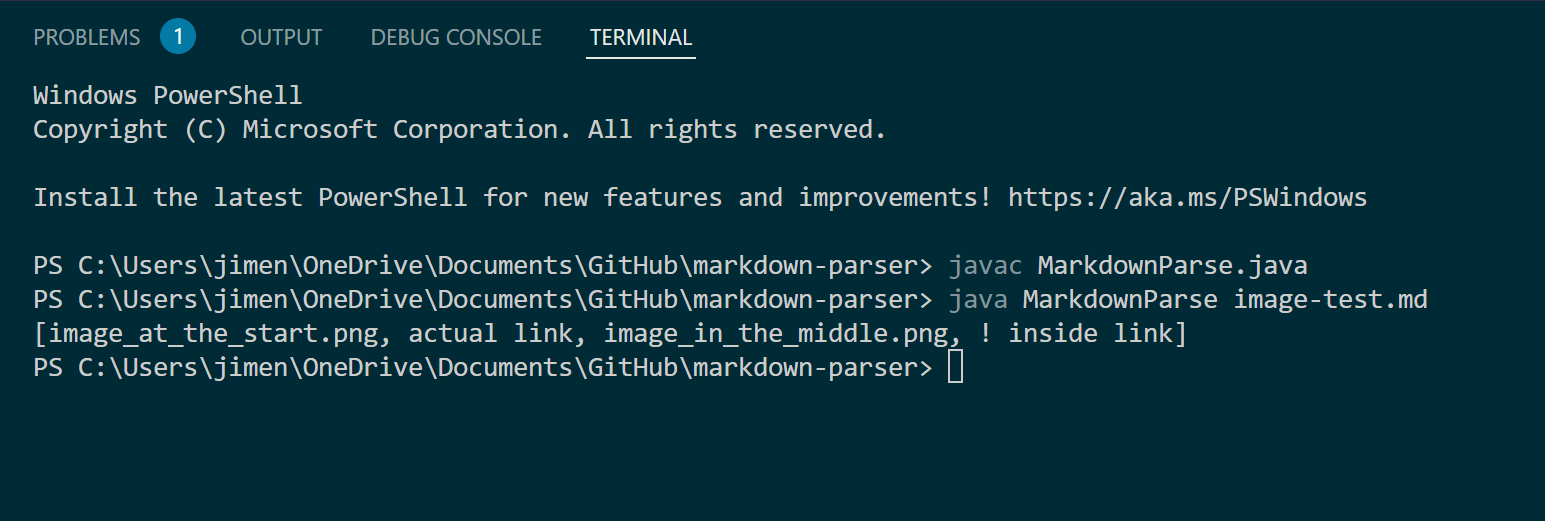 PROBLEMS 1 OUTPUT DEBUG CONSOLE TERMINAL
Windows PowerShell
Copyright (C) Microsoft Corporation. All rights reserved.
Install the latest PowerShell for new features and improvements! https://aka.ms/PSWindows
PS C:\Users\jimen\OneDrive\Documents\GitHub\markdown-parser> javac MarkdownParse.java
PS C:\Users\jimen\OneDrive\Documents\GitHub\markdown-parser> java MarkdownParse image-test.md
[image_at_the_start.png, actual link, image_in_the_middle.png, ! inside link]
PS C:\Users\jimen\OneDrive\Documents\GitHub\markdown-parser>